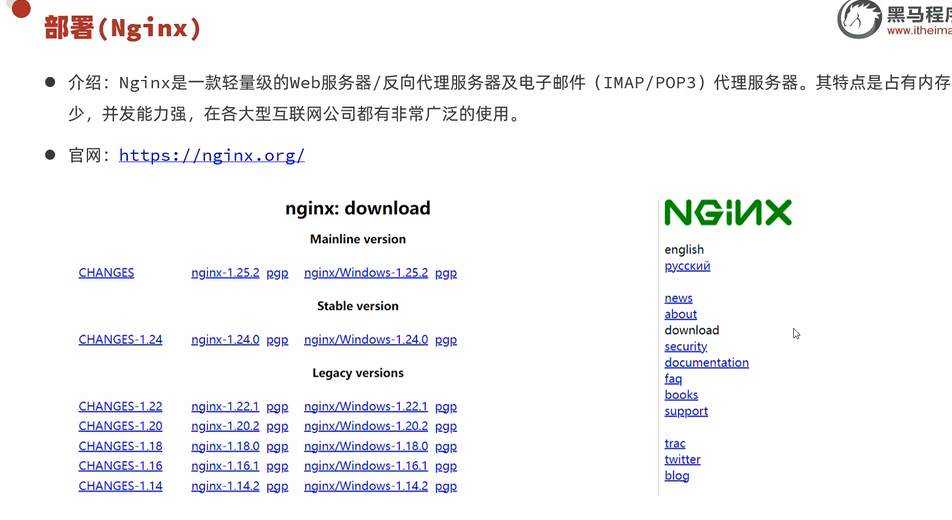 部署(Nginx)
黑马程序
www.itheima
介绍：Nginx是一款轻量级的Web服务器/反向代理服务器及电子邮件（IMAP/POP3）代理服务器。其特点是占有内存
少，并发能力强，在各大型互联网公司都有非常广泛的使用。
官网：https://nginx.org/
nginx: download
Mainline version
CHANGES nginx-1.25.2 pgp nginx/Windows-1.25.2 pgp
Stable version
CHANGES-1.24 nginx-1.24.0 pgp nginx/Windows-1.24.0 pgp
Legacy versions
CHANGES-1.22 nginx-1.22.1 pgp nginx/Windows-1.22.1 pgp
CHANGES-1.20 nginx-1.20.2 pgp nginx/Windows-1.20.2 pgp
CHANGES-1.18 nginx-1.18.0 pgp nginx/Windows-1.18.0 pgp
CHANGES-1.16 nginx-1.16.1 pgp nginx/Windows-1.16.1 pgp
CHANGES-1.14 nginx-1.14.2 pgp nginx/Windows-1.14.2 pgp
NGINX
english
русский
news
about
download
security
documentation
faq
books
support
trac
twitter
blog